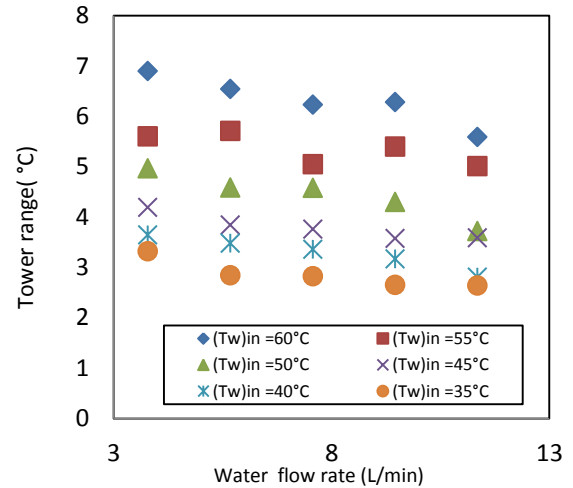 8
7
6
5
4
3
2
1
0
Tower range( °C)
(Tw)in =60°C (Tw)in =55°C
(Tw)in =50°C (Tw)in =45°C
(Tw)in =40°C (Tw)in =35°C
3 8 13
Water flow rate (L/min)